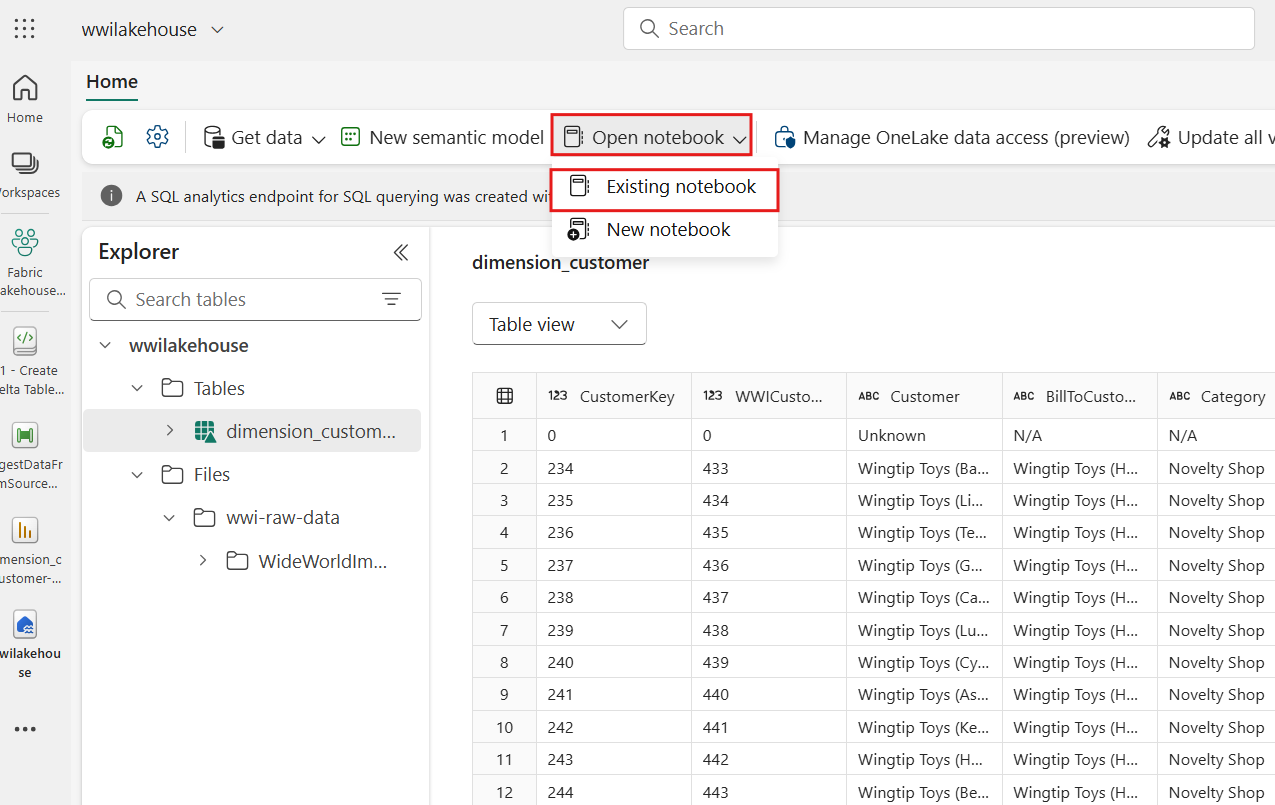 wwilakehouse
Search
Home
Home
Get data
New semantic model
Open notebook
Manage OneLake data access (preview)
Update all v
Existing notebook
New notebook
A SQL analytics endpoint for SQL querying was created wi
orkspaces
Fabric
akehouse...
1 - Create
elta Table...
gestDataFr
mSource...
mension_c
ustomer-...
wilakehou
se
Explorer
Search tables
wwilakehouse
Tables
dimension_custom...
Files
wwi-raw-data
WideWorldIm...
dimension_customer
Table view
123 CustomerKey 123 WWICusto... ABC Customer ABC BillToCusto... ABC Category
1 0 0 Unknown N/A N/A
2 234 433 Wingtip Toys (Ba... Wingtip Toys (H... Novelty Shop
3 235 434 Wingtip Toys (Li... Wingtip Toys (H... Novelty Shop
4 236 435 Wingtip Toys (Te... Wingtip Toys (H... Novelty Shop
5 237 436 Wingtip Toys (G... Wingtip Toys (H... Novelty Shop
6 238 437 Wingtip Toys (Ca... Wingtip Toys (H... Novelty Shop
7 239 438 Wingtip Toys (Lu... Wingtip Toys (H... Novelty Shop
8 240 439 Wingtip Toys (Cy... Wingtip Toys (H... Novelty Shop
9 241 440 Wingtip Toys (As... Wingtip Toys (H... Novelty Shop
10 242 441 Wingtip Toys (Ke... Wingtip Toys (H... Novelty Shop
11 243 442 Wingtip Toys (H... Wingtip Toys (H... Novelty Shop
12 244 443 Wingtip Toys (Be... Wingtip Toys (H... Novelty Shop